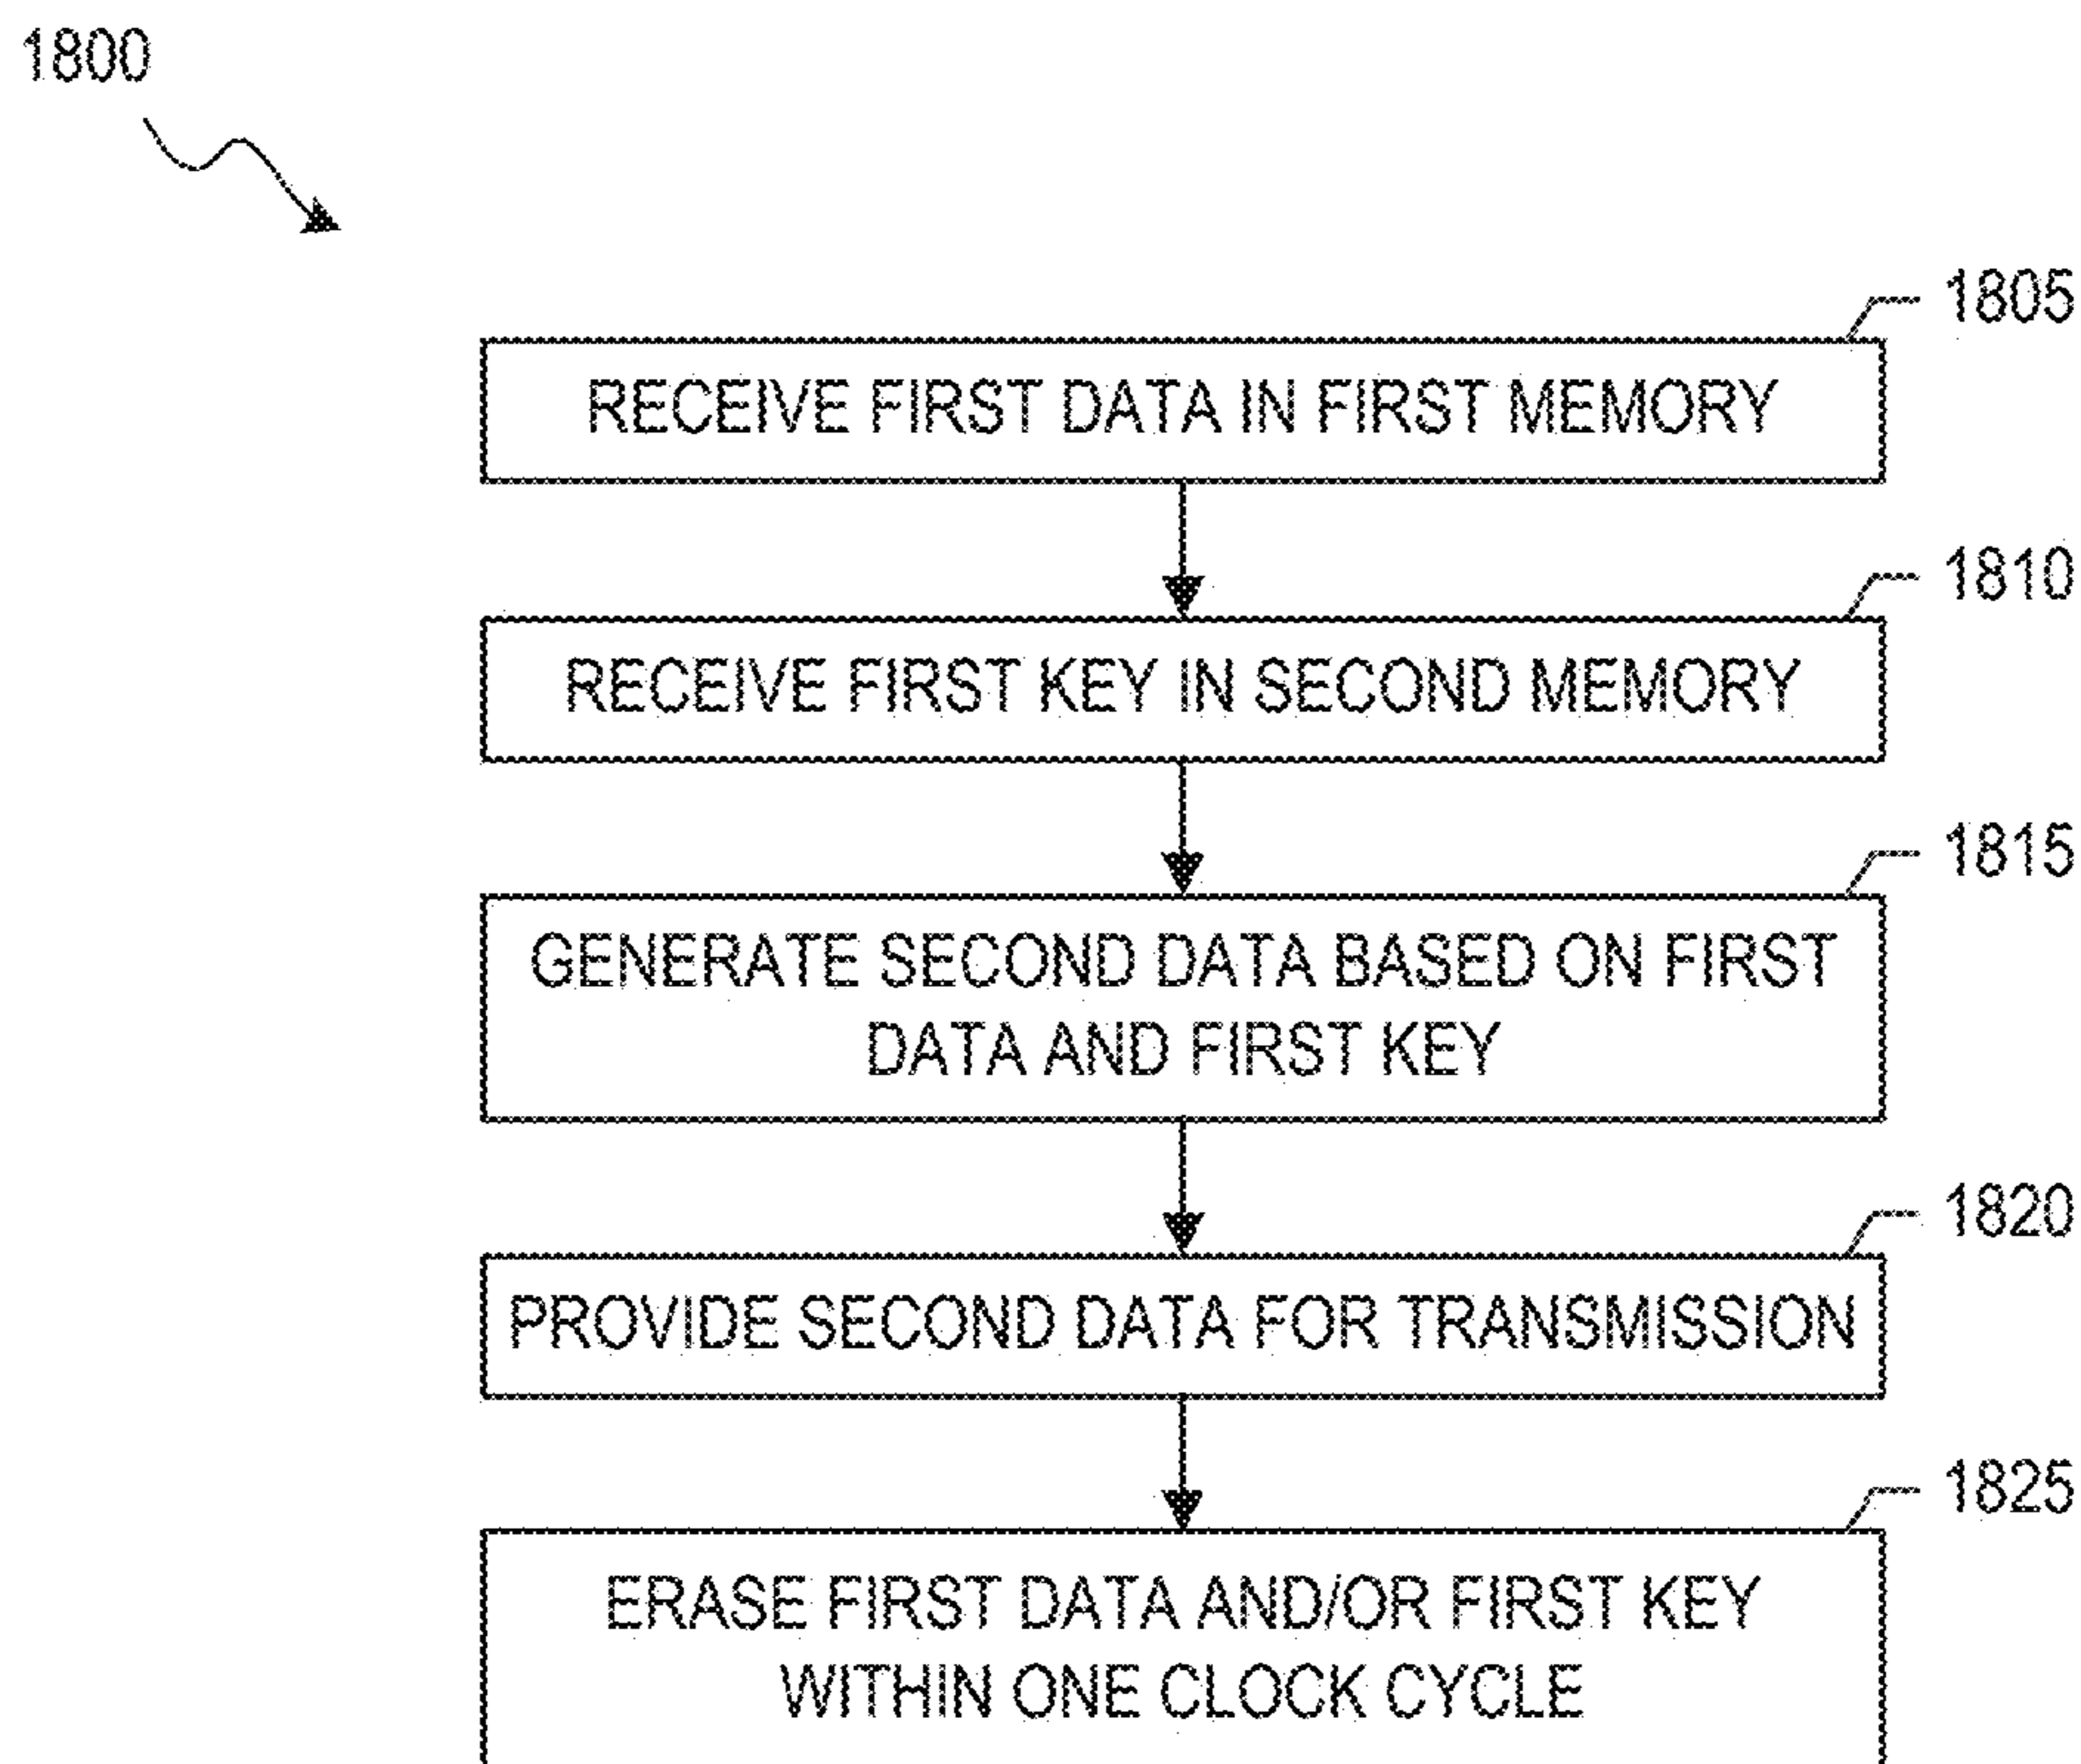 1800
1805
RECEIVE FIRST DATA IN FIRST MEMORY
1810
RECEIVE FIRST KEY IN SECOND MEMORY
1815
GENERATE SECOND DATA BASED ON FIRST
DATA AND FIRST KEY
1820
PROVIDE SECOND DATA FOR TRANSMISSION
1825
ERASE FIRST DATA AND/OR FIRST KEY
WITHIN ONE CLOCK CYCLE